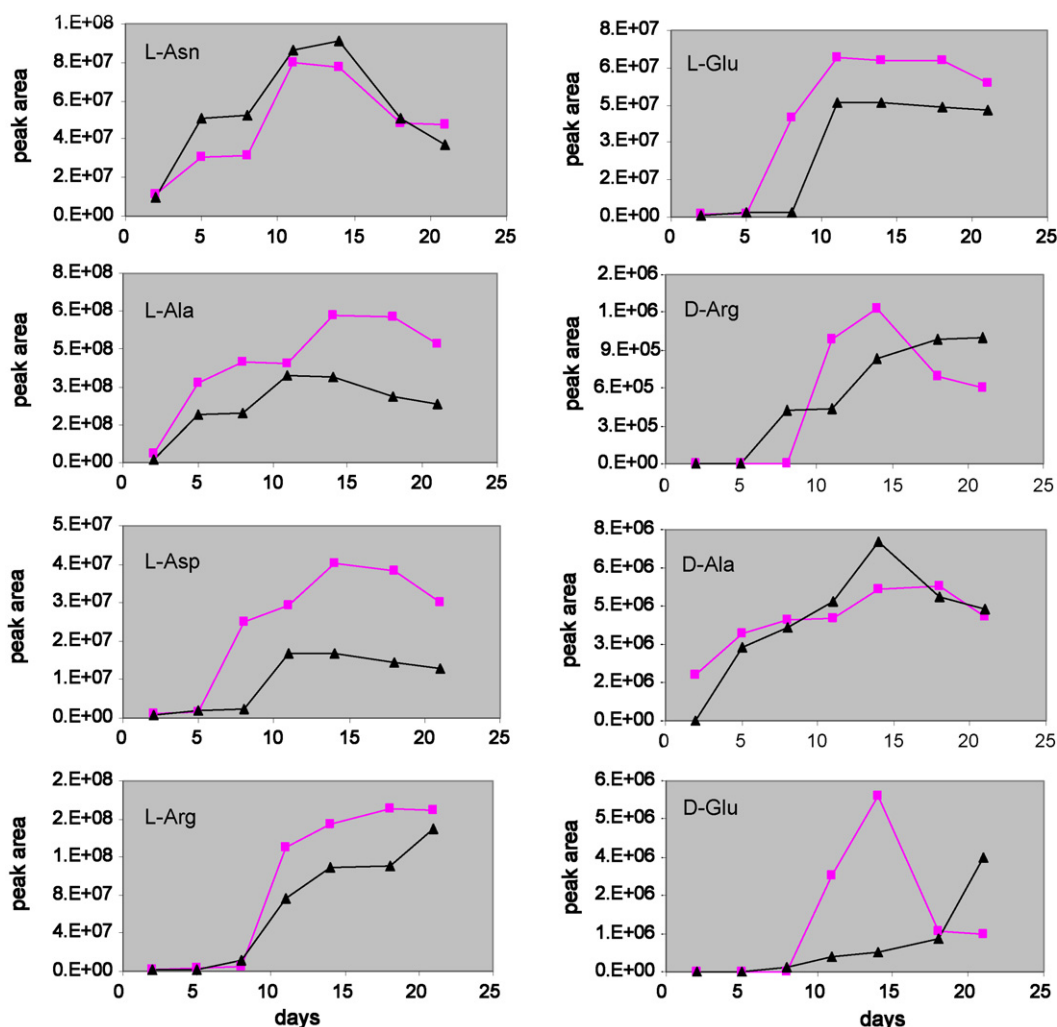 L-Asn
peak area
1.E+08
8.E+07
6.E+07
4.E+07
2.E+07
0.E+00
0 5 10 15 20 25
L-Glu
peak area
8.E+07
6.E+07
5.E+07
3.E+07
2.E+07
0.E+00
0 5 10 15 20 25
L-Ala
peak area
8.E+08
6.E+08
5.E+08
3.E+08
2.E+08
0.E+00
0 5 10 15 20 25
D-Arg
peak area
2.E+06
1.E+06
9.E+05
6.E+05
3.E+05
0.E+00
0 5 10 15 20 25
L-Asp
peak area
5.E+07
4.E+07
3.E+07
2.E+07
1.E+07
0.E+00
0 5 10 15 20 25
D-Ala
peak area
8.E+06
6.E+06
5.E+06
3.E+06
2.E+06
0.E+00
0 5 10 15 20 25
L-Arg
peak area
2.E+08
2.E+08
1.E+08
8.E+07
4.E+07
0.E+00
0 5 10 15 20 25
days
D-Glu
peak area
6.E+06
5.E+06
4.E+06
2.E+06
1.E+06
0.E+00
0 5 10 15 20 25
days